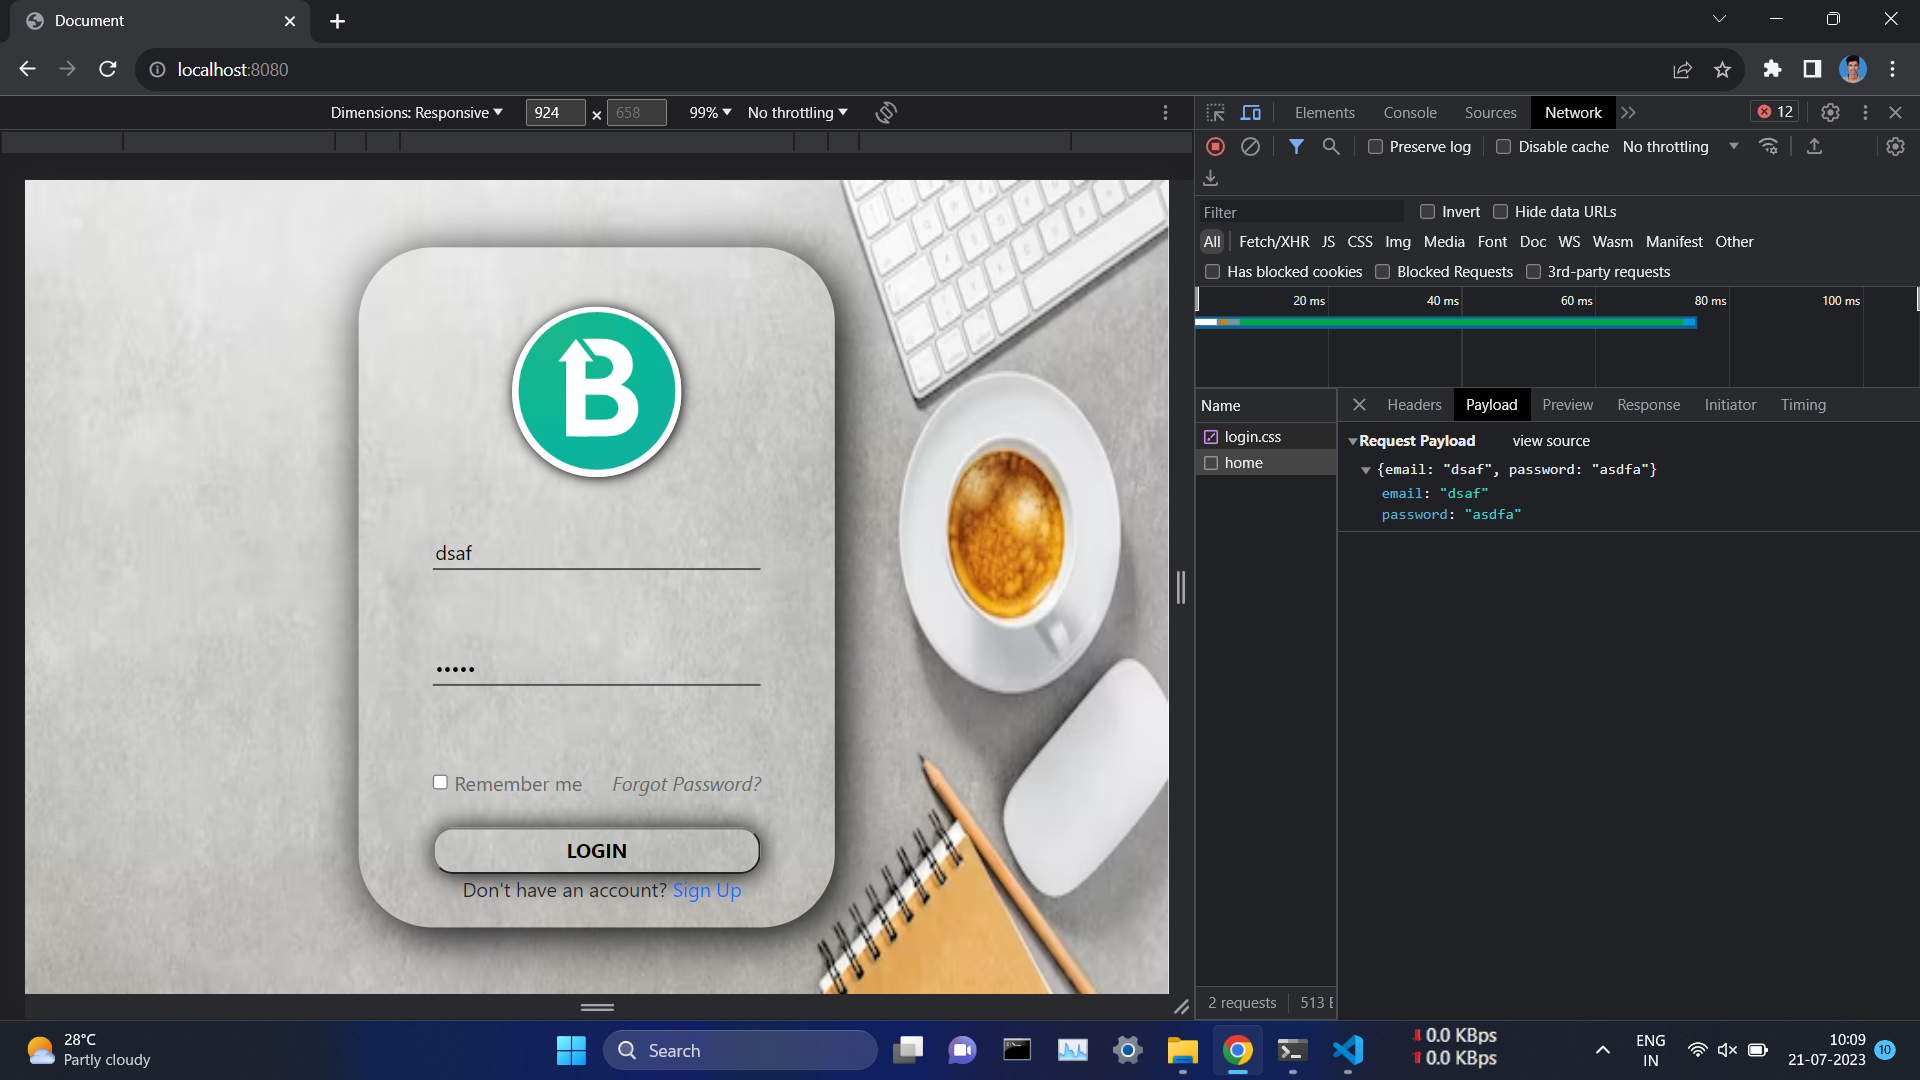 Document
localhost:8080
Dimensions: Responsive 924 × 658 99% No throttling
Elements Console Sources Network 12
Preserve log Disable cache No throttling
Filter Invert Hide data URLs
All Fetch/XHR JS CSS Img Media Font Doc WS Wasm Manifest Other
Has blocked cookies Blocked Requests 3rd-party requests
20 ms 40 ms 60 ms 80 ms 100 ms
Name
login.css
home
Headers Payload Preview Response Initiator Timing
Request Payload view source
{email: "dsaf", password: "asdfa"}
email: "dsaf"
password: "asdfa"
2 requests 513
B
dsaf
•••••
Remember me Forgot Password?
LOGIN
Don't have an account? Sign Up
28°C
Partly cloudy
Search
0.0 KBps
0.0 KBps
ENG
IN
10:09
21-07-2023
10